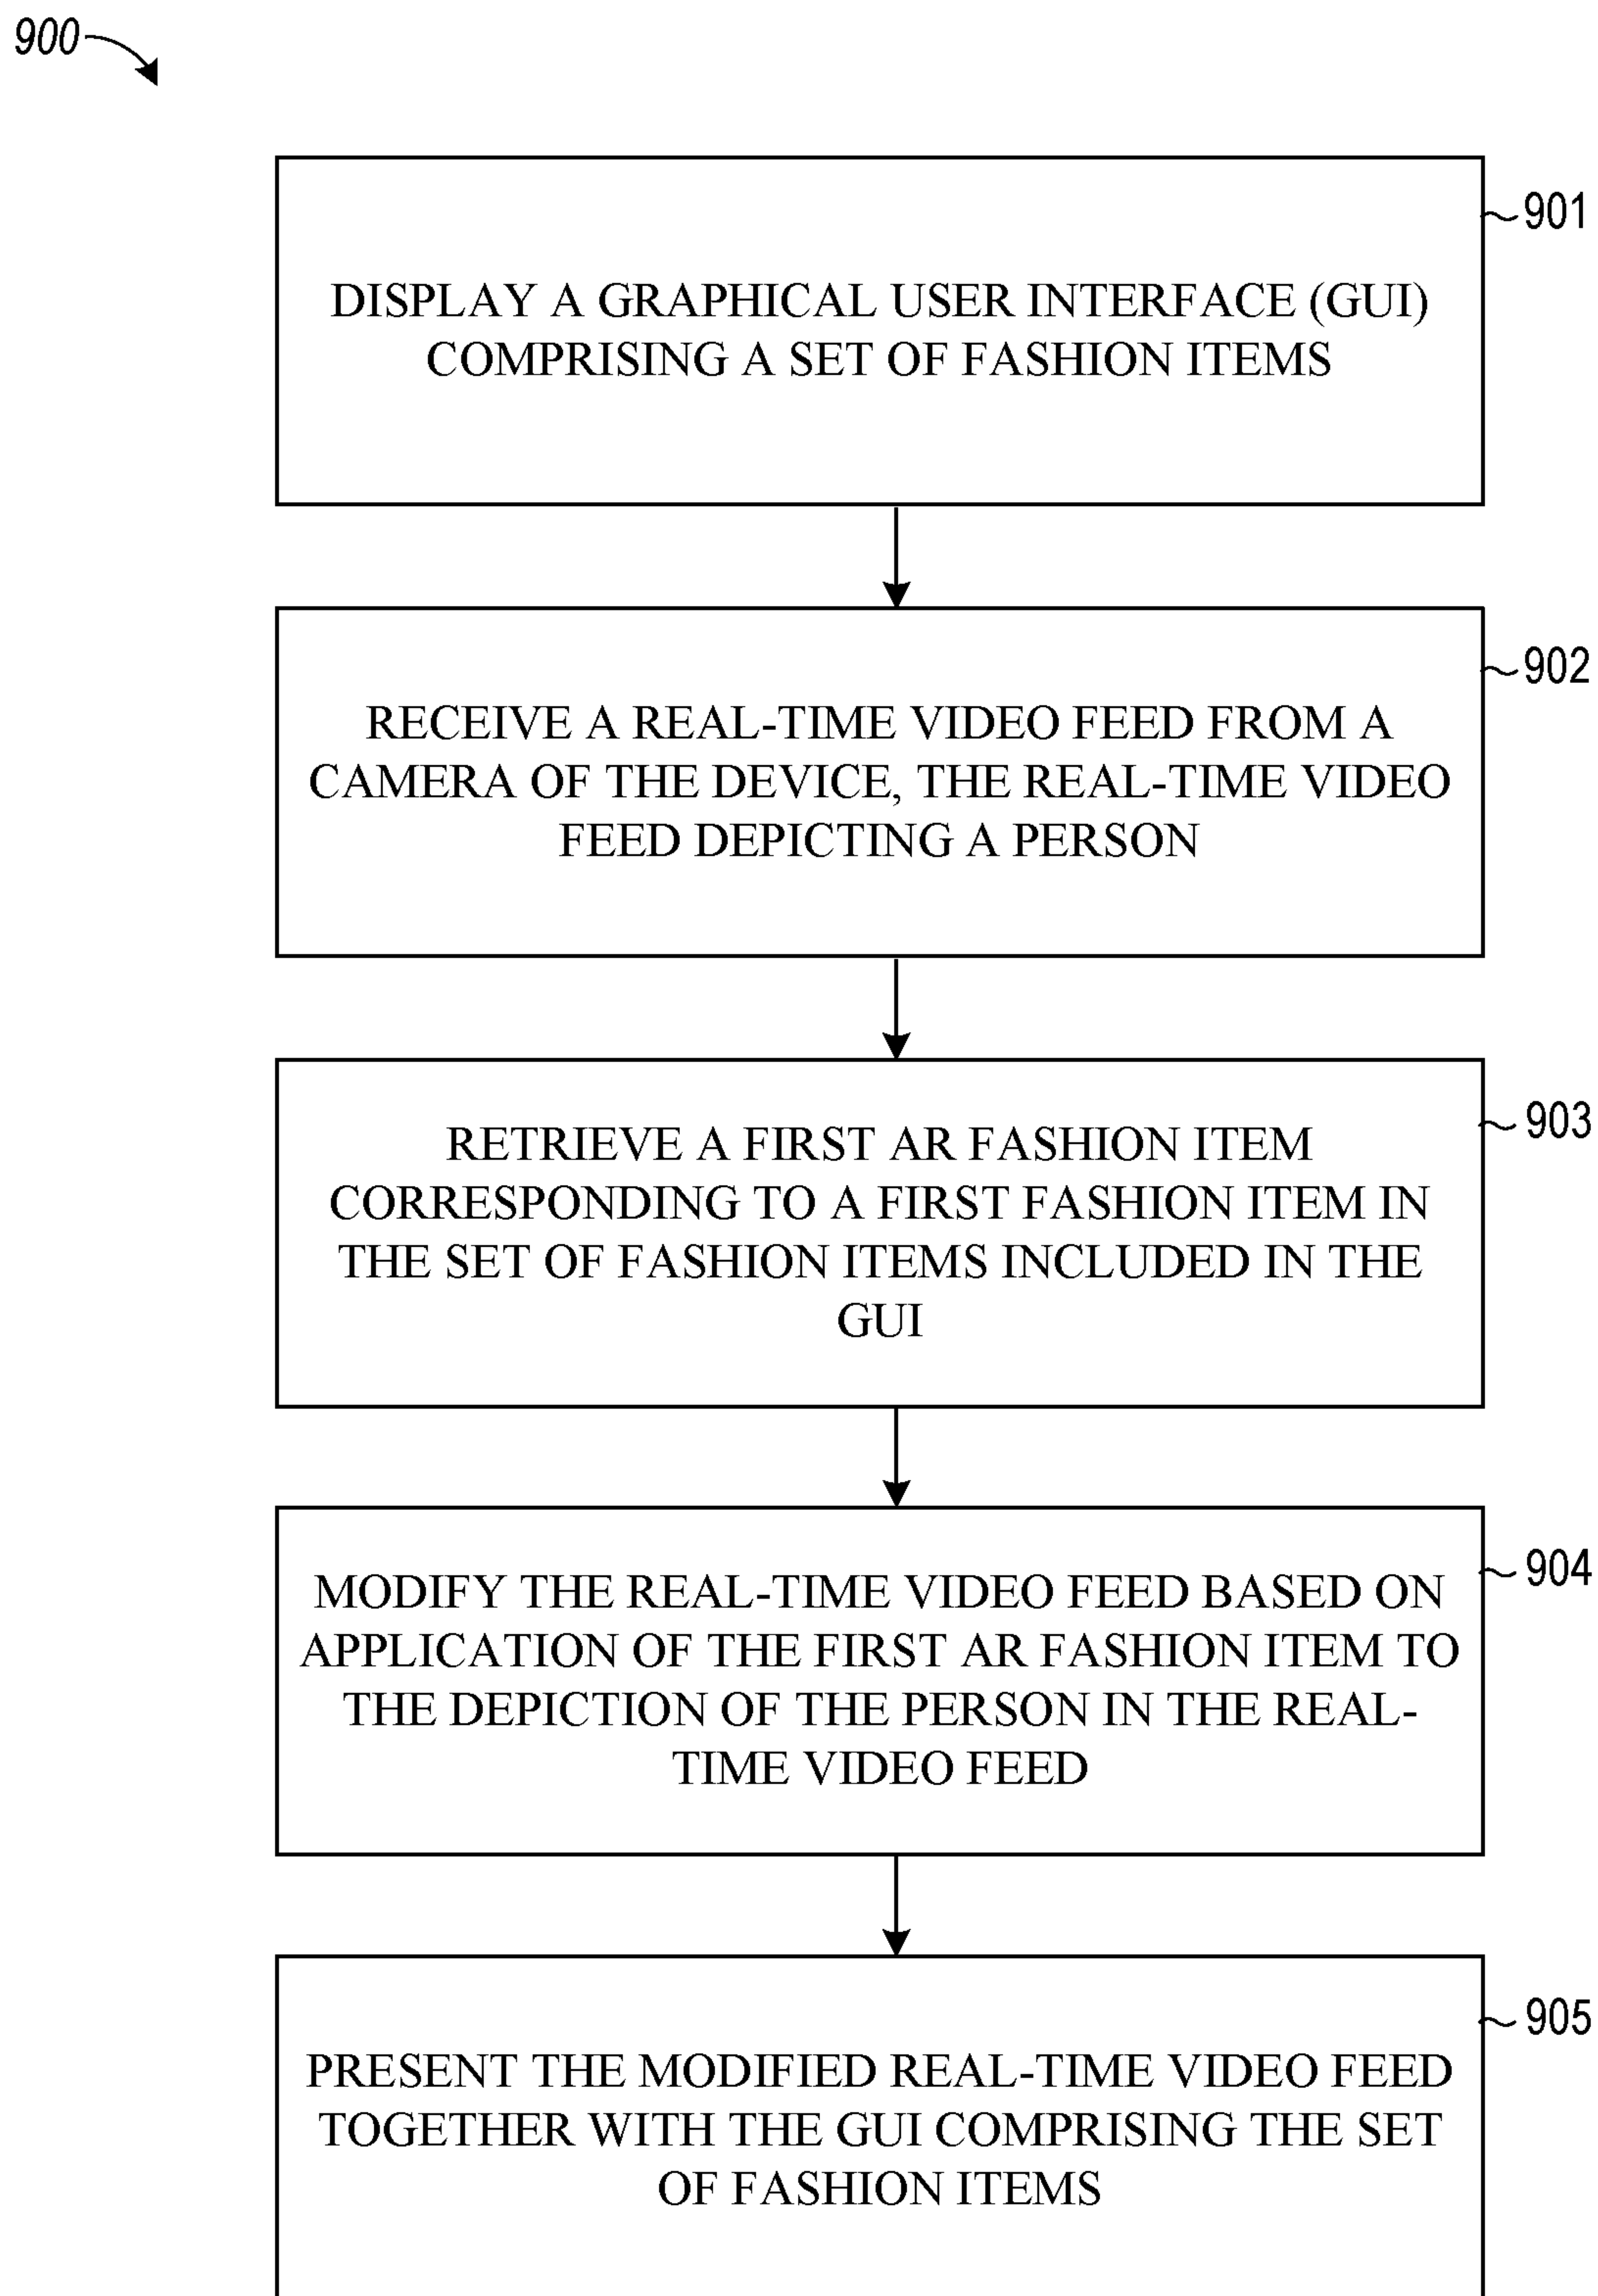 900
901
DISPLAY A GRAPHICAL USER INTERFACE (GUI)
COMPRISING A SET OF FASHION ITEMS
902
RECEIVE A REAL-TIME VIDEO FEED FROM A
CAMERA OF THE DEVICE, THE REAL-TIME VIDEO
FEED DEPICTING A PERSON
903
RETRIEVE A FIRST AR FASHION ITEM
CORRESPONDING TO A FIRST FASHION ITEM IN
THE SET OF FASHION ITEMS INCLUDED IN THE
GUI
904
MODIFY THE REAL-TIME VIDEO FEED BASED ON
APPLICATION OF THE FIRST AR FASHION ITEM TO
THE DEPICTION OF THE PERSON IN THE REAL-
TIME VIDEO FEED
905
PRESENT THE MODIFIED REAL-TIME VIDEO FEED
TOGETHER WITH THE GUI COMPRISING THE SET
OF FASHION ITEMS